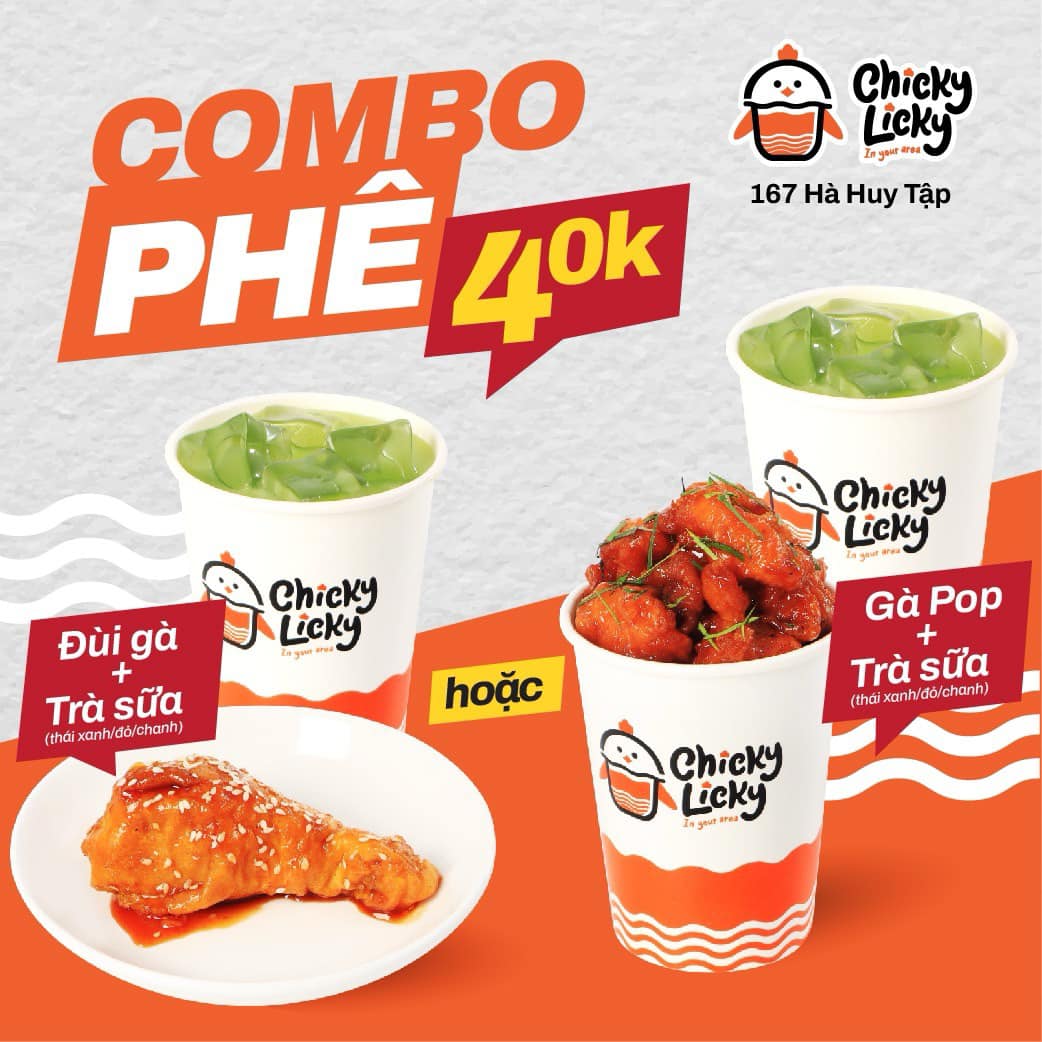 COMBO
PHÊ
40k
Chicky
Licky
In your area
167 Hà Huy Tập
Chicky
Licky
In your area
Chicky
Licky
In your area
Đùi gà
+
Trà sữa
(thái xanh/đỏ/chanh)
hoặc
Gà Pop
+
Trà sữa
(thái xanh/đỏ/chanh)
Chicky
Licky
In your area